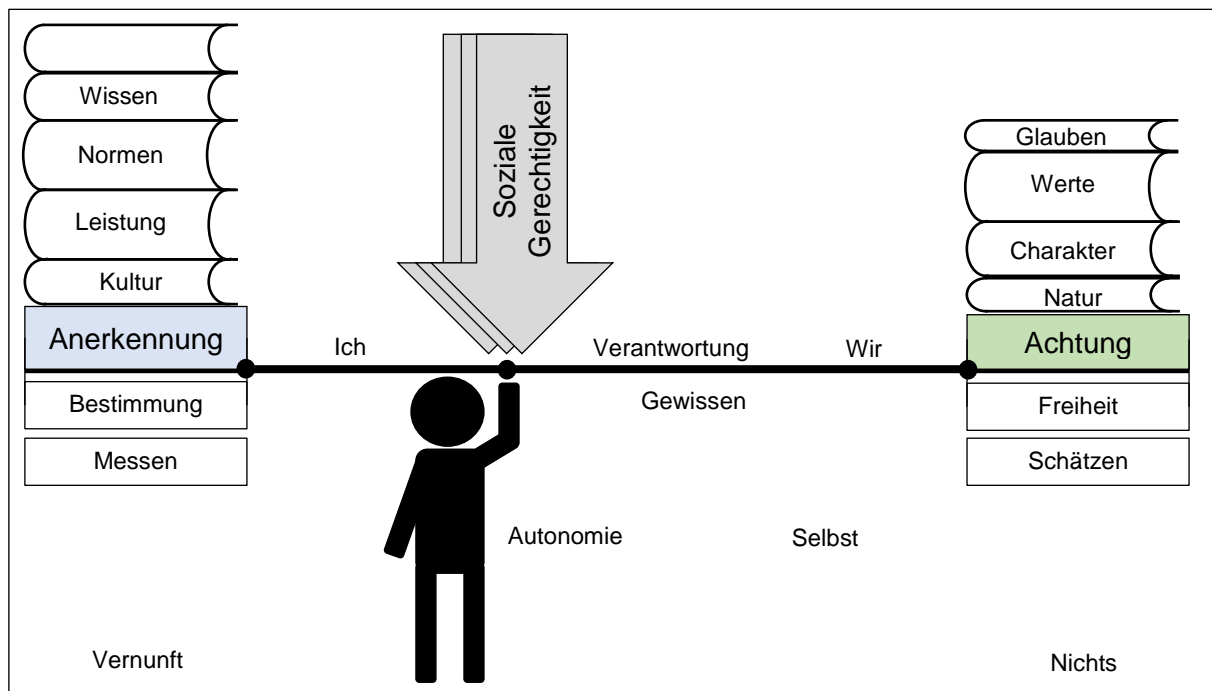 Wissen
Normen
Leistung
Kultur
Anerkennung
Bestimmung
Messen
Soziale
Gerechtigkeit
Ich
Verantwortung
Wir
Gewissen
Autonomie
Selbst
Glauben
Werte
Charakter
Natur
Achtung
Freiheit
Schätzen
Vernunft
Nichts